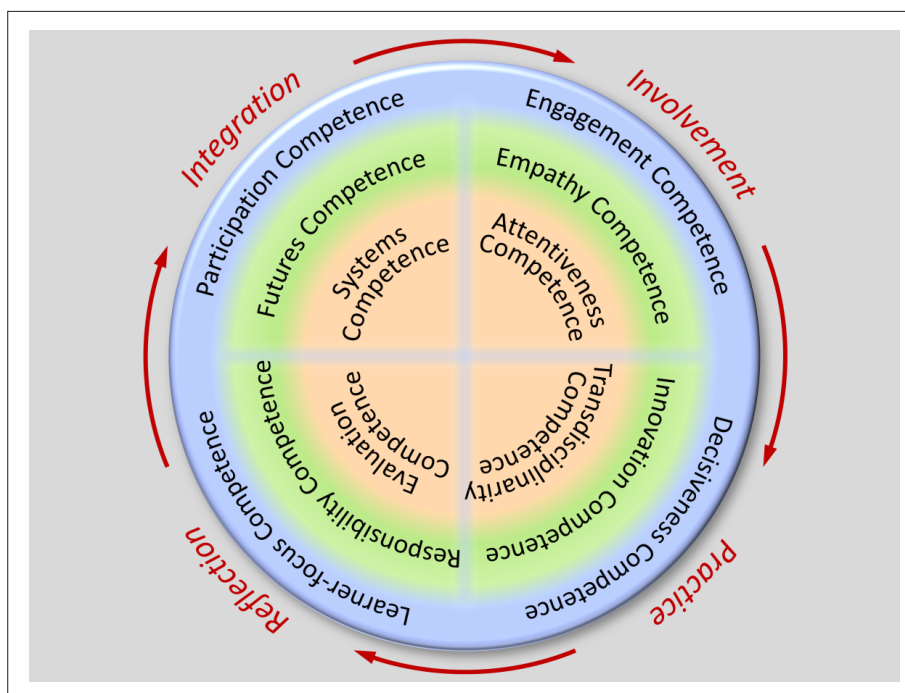 Integration
Participation Competence
Futures Competence
Systems
Competence
Involvement
Engagement Competence
Empathy Competence
Attentiveness
Competence
Practice
Decisiveness Competence
Innovation Competence
Transdisciplinarity
Competence
Reflection
Learner-focus Competence
Responsibility Competence
Evaluation
Competence